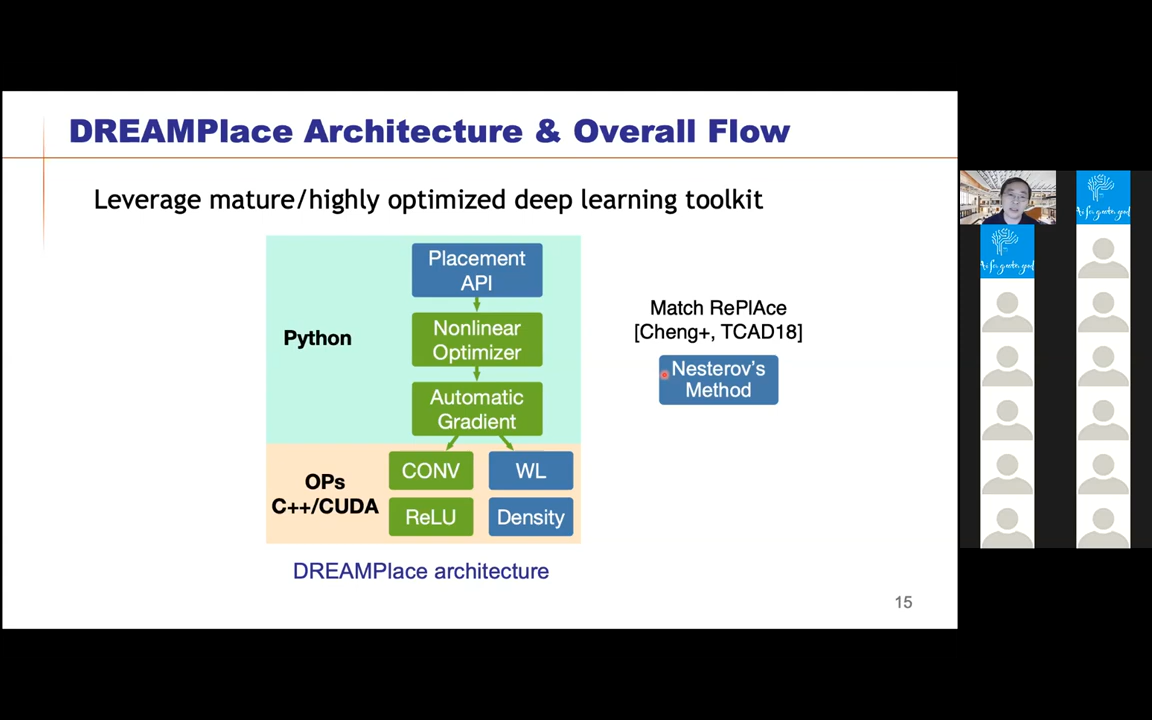 DREAMPlace Architecture & Overall Flow
Leverage mature/highly optimized deep learning toolkit
Placement
API
Python
Nonlinear
Optimizer
Automatic
Gradient
OPs
C++/CUDA
CONV
WL
ReLU
Density
DREAMPlace architecture
Match RePlAce
[Cheng+, TCAD18]
Nesterov's
Method
15